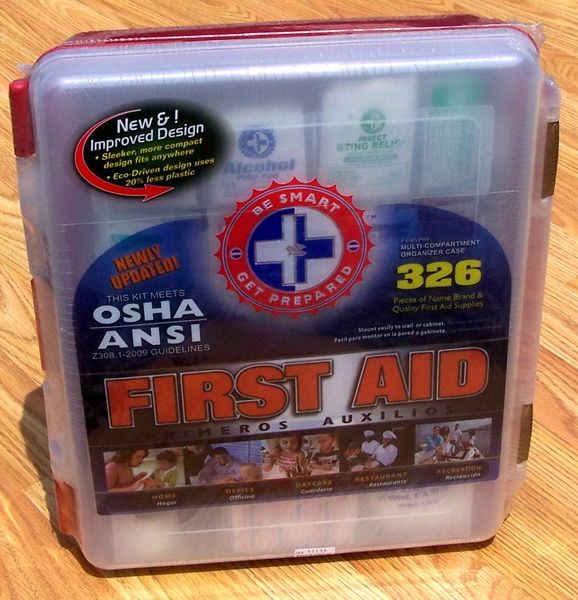 New & !
Improved Design
• Sleeker, more compact
design fits anywhere
• Eco-Driven design uses
20% less plastic
Alcohol
INSECT
STING RELIEF
BE SMART
GET PREPARED
NEWLY
UPDATED!
THIS KIT MEETS
OSHA
ANSI
Z308.1-2009 GUIDELINES
Features:
MULTI-COMPARTMENT
ORGANIZER CASE
326
Pieces of Name Brand &
Quality First Aid Supplies
Mount easily to wall or cabinet.
Facil para montar en la pared o gabinete.
FIRST AID
PRIMEROS AUXILIOS
HOME
Hogar
OFFICE
Oficina
DAYCARE
Guarderia
RESTAURANT
Restaurante
RECREATION
Recreación